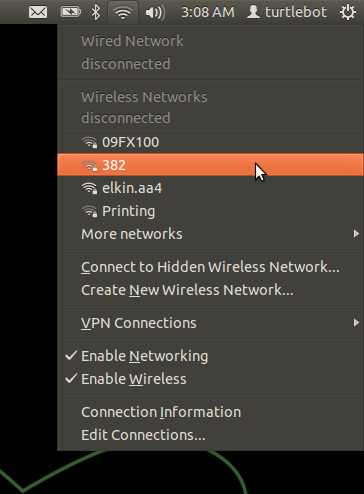 3:08 AM turtlebot
Wired Network
disconnected
Wireless Networks
disconnected
09FX100
382
elkin.aa4
Printing
More networks
Connect to Hidden Wireless Network...
Create New Wireless Network...
VPN Connections
Enable Networking
Enable Wireless
Connection Information
Edit Connections...